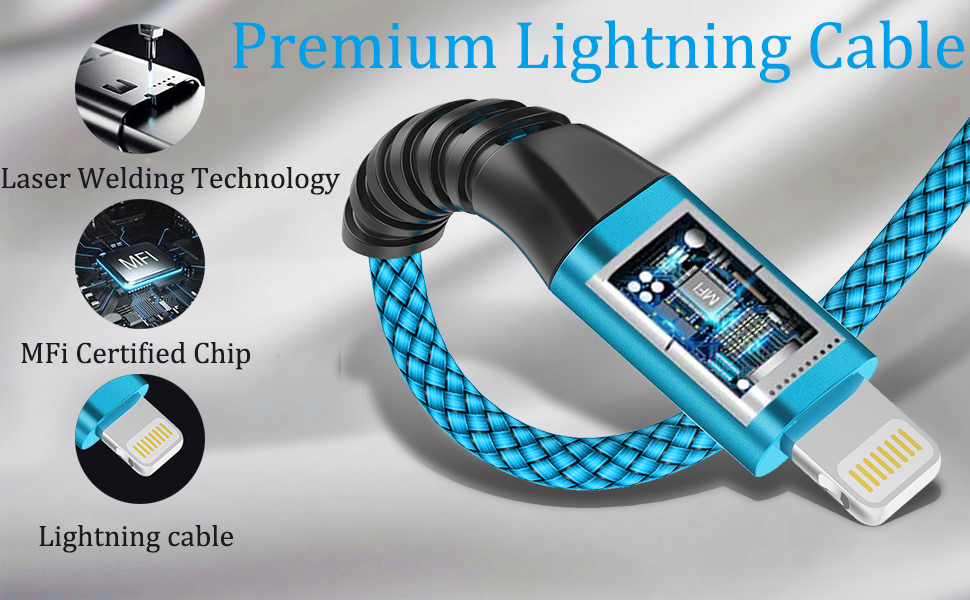 Premium Lightning Cable
Laser Welding Technology
MFI
MFi Certified Chip
Lightning cable
MFI